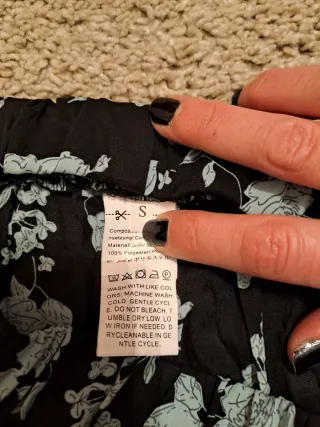 S
100% Polyester
WASH WITH LIKE COL
ORS. MACHINE WASH
COLD GENTLE CYCL
E. DO NOT BLEACH. T
UMBLE DRY LOW. LO
W IRON IF NEEDED. D
RYCLEANABLE IN GE
NTLE CYCLE.